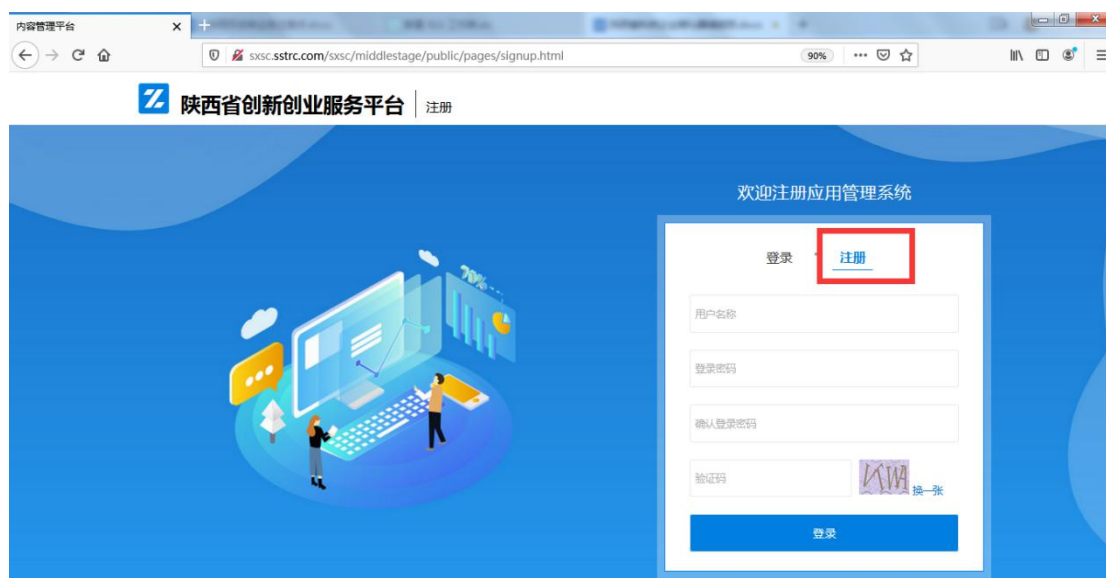 内容管理平台
sxsc.sstrc.com/sxsc/middlestage/public/pages/signup.html
90%
陕西省创新创业服务平台 注册
欢迎注册应用管理系统
登录 注册
用户名称
登录密码
确认登录密码
验证码
换一张
登录
70%